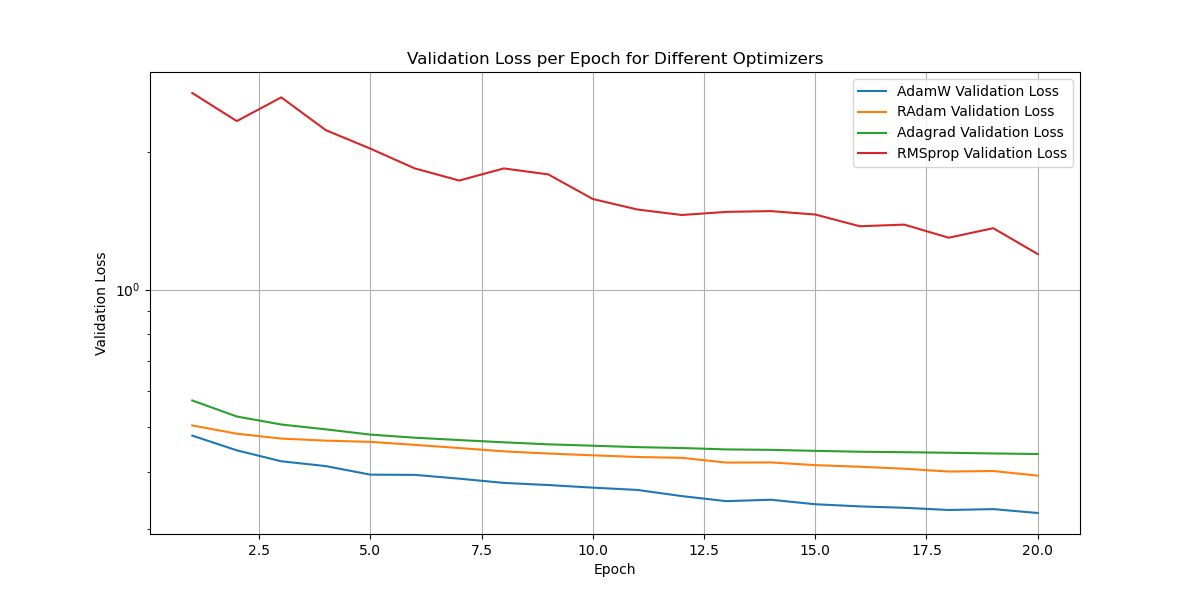 Validation Loss per Epoch for Different Optimizers
AdamW Validation Loss
RAdam Validation Loss
Adagrad Validation Loss
RMSprop Validation Loss
Validation Loss
10⁰
2.5 5.0 7.5 10.0 12.5 15.0 17.5 20.0
Epoch